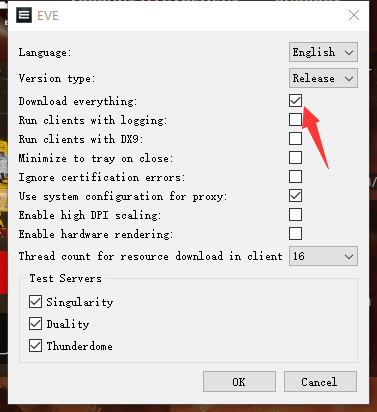 EVE
Language: English
Version type: Release
Download everything:
Run clients with logging:
Run clients with DX9:
Minimize to tray on close:
Ignore certification errors:
Use system configuration for proxy:
Enable high DPI scaling:
Enable hardware rendering:
Thread count for resource download in client 16
Test Servers
Singularity
Duality
Thunderdome
OK Cancel